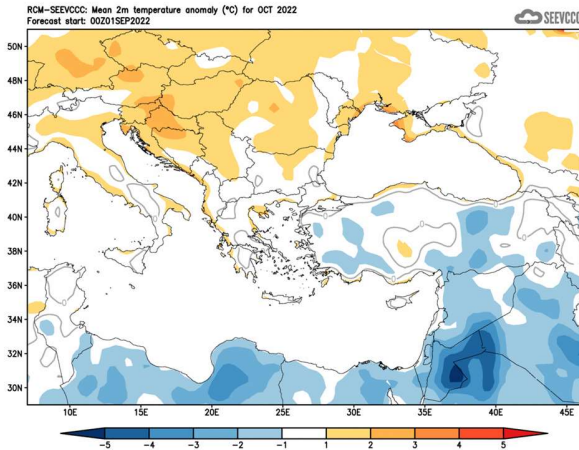 RCM-SEEVCCC: Mean 2m temperature anomaly (°C) for OCT 2022
Forecast start: 00Z01SEP2022
SEEVCCC
50N
48N
46N
44N
42N
40N
38N
36N
34N
32N
30N
10E 15E 20E 25E 30E 35E 40E 45E
-5 -4 -3 -2 -1 1 2 3 4 5